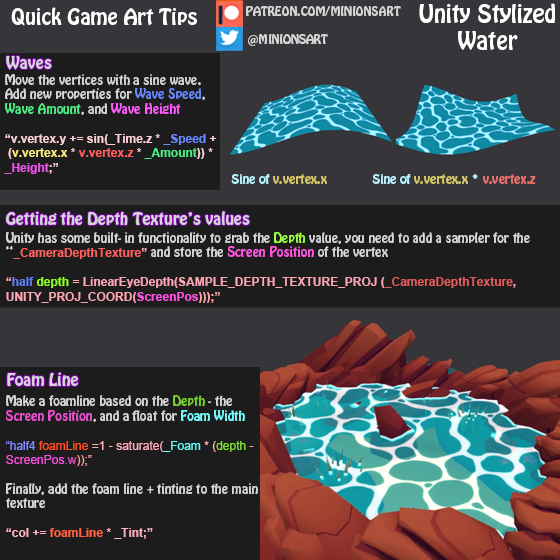 Quick Game Art Tips
PATREON.COM/MINIONSART
@MINIONSART
Unity Stylized
Water
Waves
Move the vertices with a sine wave.
Add new properties for Wave Speed,
Wave Amount, and Wave Height
“v.vertex.y += sin(_Time.z * _Speed +
(v.vertex.x * v.vertex.z * _Amount)) *
_Height;”
Sine of v.vertex.x
Sine of v.vertex.x * v.vertex.z
Getting the Depth Texture's values
Unity has some built- in functionality to grab the Depth value, you need to add a sampler for the
“_CameraDepthTexture” and store the Screen Position of the vertex
“half depth = LinearEyeDepth(SAMPLE_DEPTH_TEXTURE_PROJ (_CameraDepthTexture,
UNITY_PROJ_COORD(ScreenPos)));”
Foam Line
Make a foamline based on the Depth - the
Screen Position, and a float for Foam Width
“half4 foamLine =1 - saturate(_Foam * (depth -
ScreenPos.w));”
Finally, add the foam line + tinting to the main
texture
“col += foamLine * _Tint;”